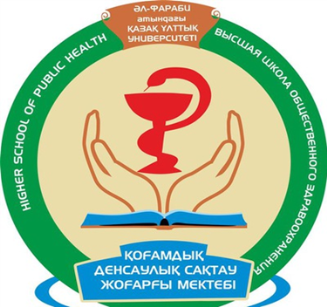 ӘЛ-ФАРАБИ
атындағы
ҚАЗАҚ ҰЛТТЫҚ
УНИВЕРСИТЕТІ
HIGHER SCHOOL OF PUBLIC HEALTH
ВЫСШАЯ ШКОЛА ОБЩЕСТВЕННОГО ЗДРАВООХРАНЕНИЯ
ҚОҒАМДЫҚ
ДЕНСАУЛЫҚ САҚТАУ
ЖОҒАРҒЫ МЕКТЕБІ